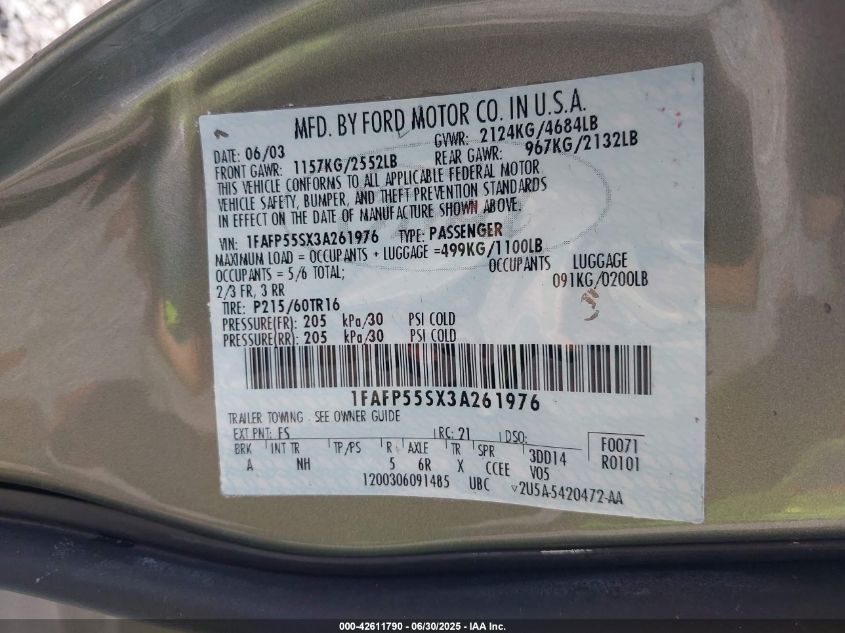 MFD. BY FORD MOTOR CO. IN U.S.A.
DATE: 06/03 GVWR: 2124KG/4684LB
FRONT GAWR: 1157KG/2552LB REAR GAWR: 967KG/2132LB
THIS VEHICLE CONFORMS TO ALL APPLICABLE FEDERAL MOTOR
VEHICLE SAFETY, BUMPER, AND THEFT PREVENTION STANDARDS
IN EFFECT ON THE DATE OF MANUFACTURE SHOWN ABOVE.
VIN: 1FAFP55SX3A261976 TYPE: PASSENGER
MAXIMUM LOAD = OCCUPANTS + LUGGAGE =499KG/1100LB
OCCUPANTS = 5/6 TOTAL; OCCUPANTS LUGGAGE
2/3 FR, 3 RR 091KG/0200LB
TIRE: P215/60TR16
PRESSURE(FR): 205 kPa/30 PSI COLD
PRESSURE(RR): 205 kPa/30 PSI COLD
1FAFP55SX3A261976
TRAILER TOWING - SEE OWNER GUIDE
EXT PNT: FS RC: 21 DSO: F0071
BRK INT TR TP/PS R AXLE TR SPR 3DD14 R0101
A NH 5 6R X CCEE V05
1200306091485 UBC 2U5A-5420472-AA
000-42611790 - 06/30/2025 - IAA Inc.